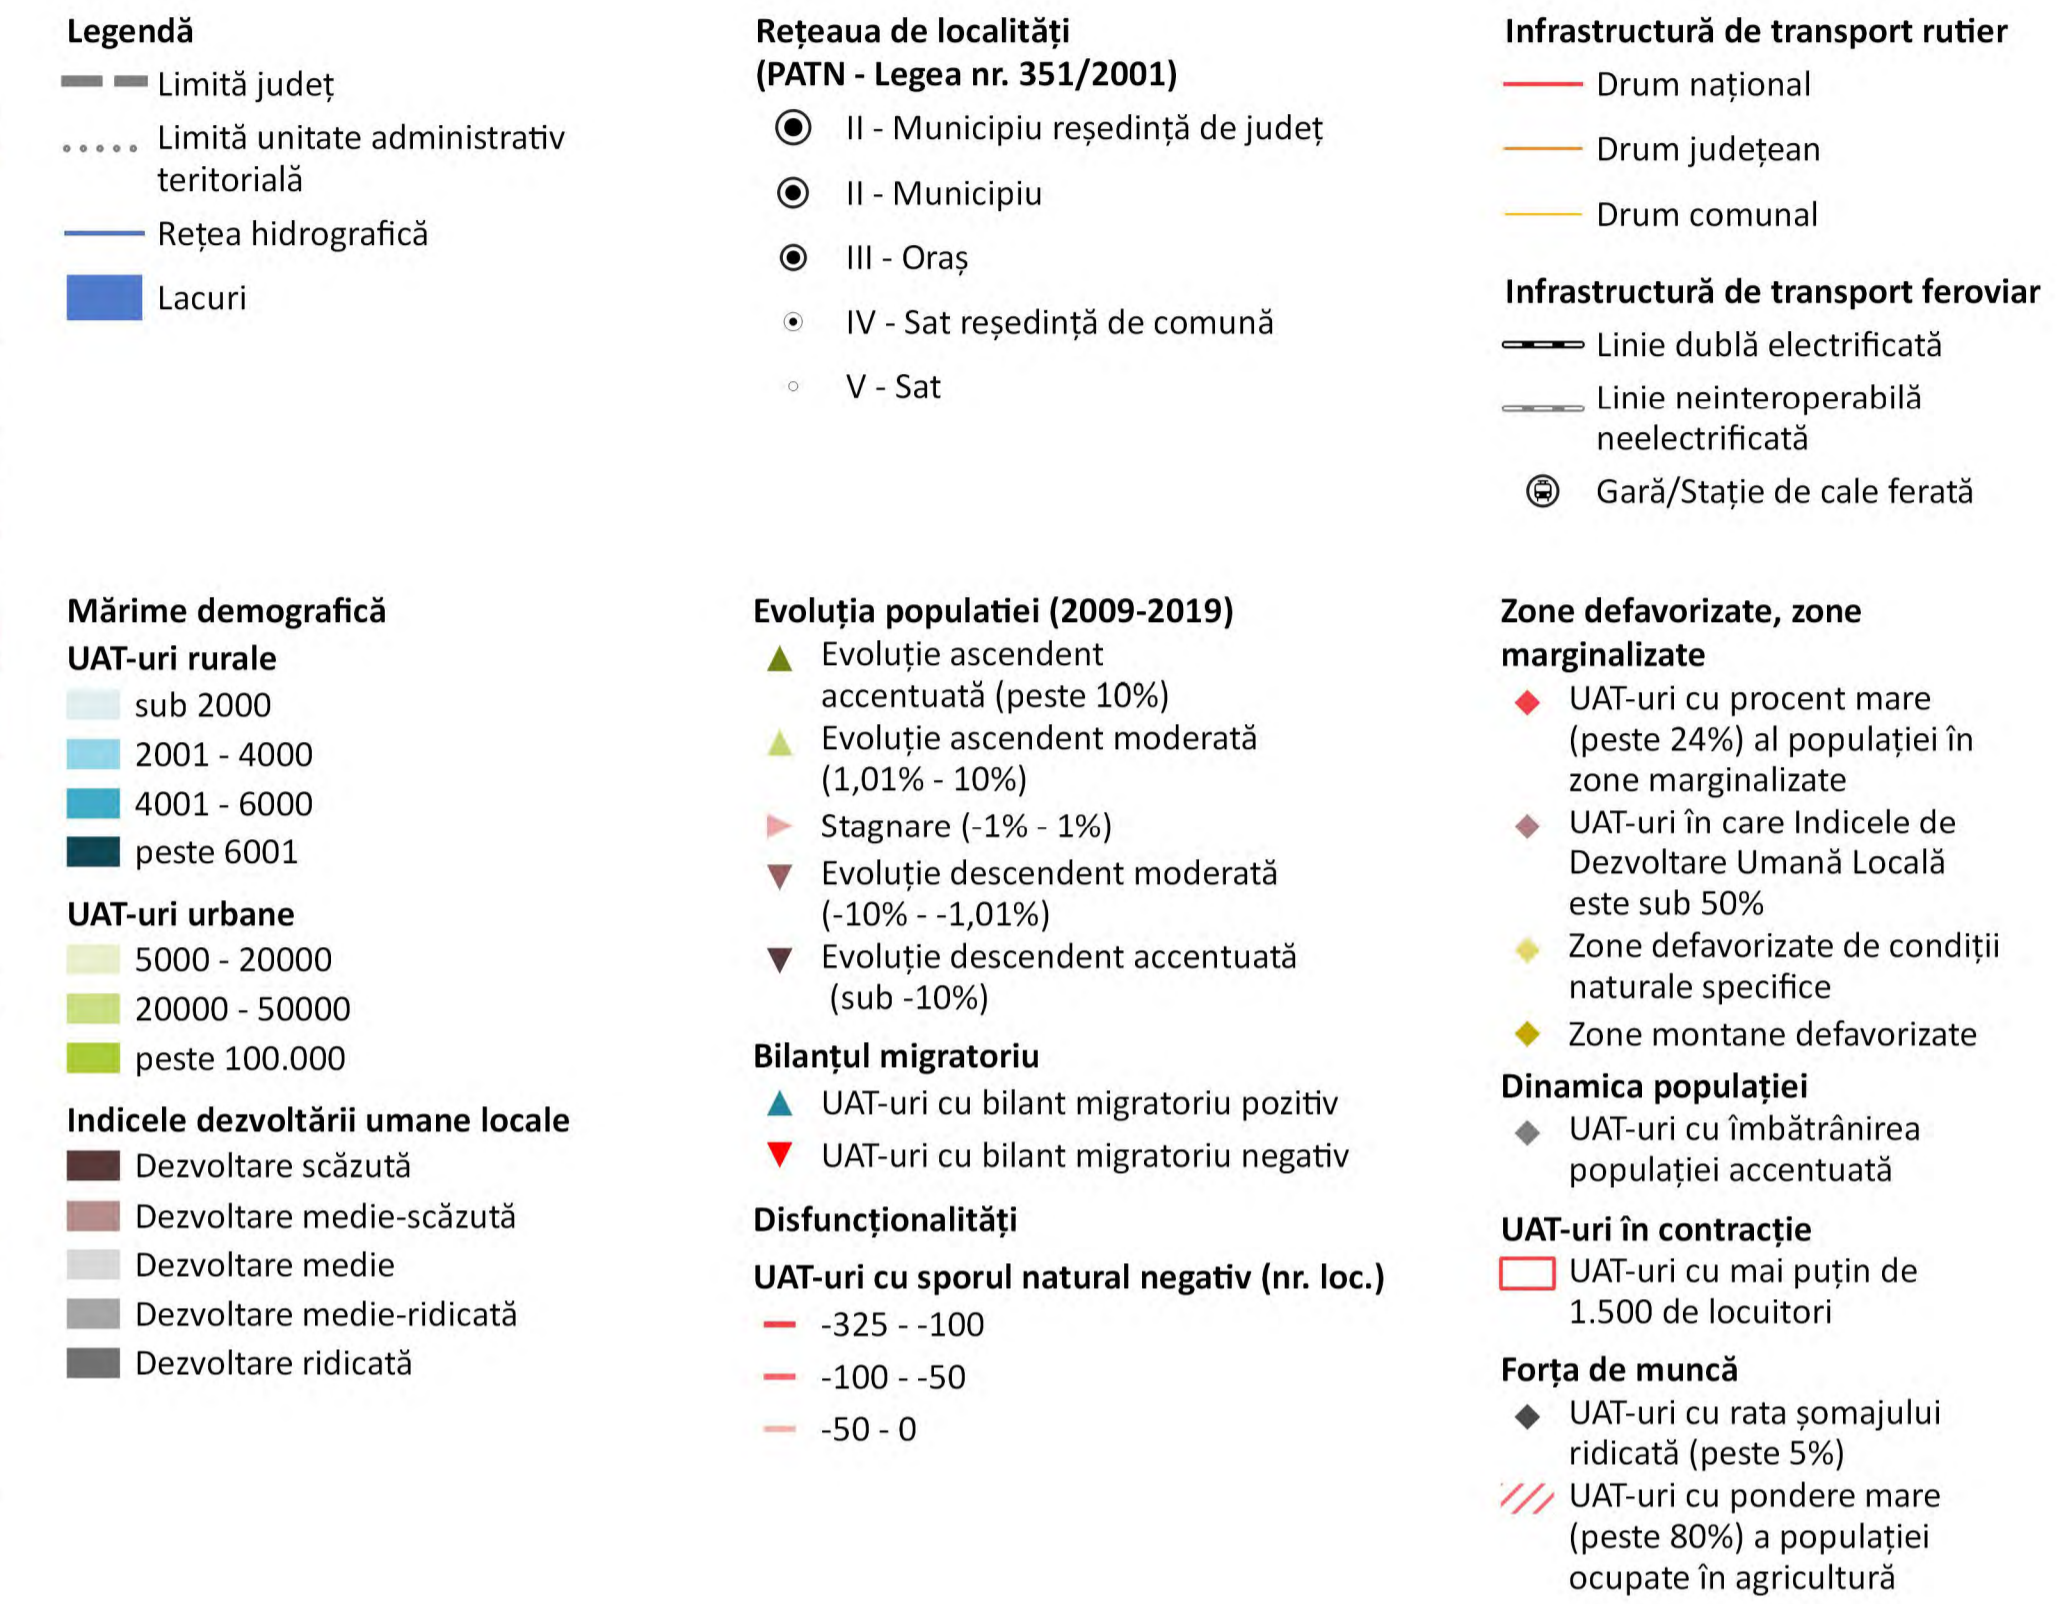 Legendă
Limită județ
Limită unitate administrativ
teritorială
Rețea hidrografică
Lacuri
Rețeaua de localități
(PATN - Legea nr. 351/2001)
II - Municipiu reședință de județ
II - Municipiu
III - Oraș
IV - Sat reședință de comună
V - Sat
Infrastructură de transport rutier
Drum național
Drum județean
Drum comunal
Infrastructură de transport feroviar
Linie dublă electrificată
Linie neinteroperabilă
neelectrificată
Gară/Stație de cale ferată
Mărime demografică
UAT-uri rurale
sub 2000
2001 - 4000
4001 - 6000
peste 6001
UAT-uri urbane
5000 - 20000
20000 - 50000
peste 100.000
Indicele dezvoltării umane locale
Dezvoltare scăzută
Dezvoltare medie-scăzută
Dezvoltare medie
Dezvoltare medie-ridicată
Dezvoltare ridicată
Evoluția populatiei (2009-2019)
Evoluție ascendent
accentuată (peste 10%)
Evoluție ascendent moderată
(1,01% - 10%)
Stagnare (-1% - 1%)
Evoluție descendent moderată
(-10% - -1,01%)
Evoluție descendent accentuată
(sub -10%)
Bilanțul migratoriu
UAT-uri cu bilant migratoriu pozitiv
UAT-uri cu bilant migratoriu negativ
Disfuncționalități
UAT-uri cu sporul natural negativ (nr. loc.)
-325 - -100
-100 - -50
-50 - 0
Zone defavorizate, zone
marginalizate
UAT-uri cu procent mare
(peste 24%) al populației în
zone marginalizate
UAT-uri în care Indicele de
Dezvoltare Umană Locală
este sub 50%
Zone defavorizate de condiții
naturale specifice
Zone montane defavorizate
Dinamica populației
UAT-uri cu îmbătrânirea
populației accentuată
UAT-uri în contracție
UAT-uri cu mai puțin de
1.500 de locuitori
Forța de muncă
UAT-uri cu rata șomajului
ridicată (peste 5%)
UAT-uri cu pondere mare
(peste 80%) a populației
ocupate în agricultură